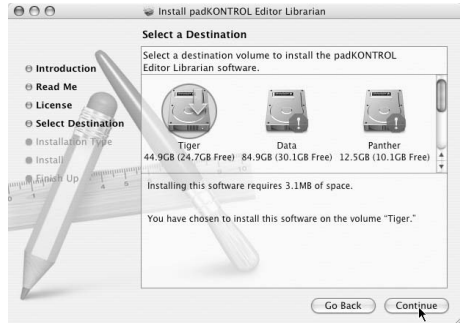 Install padKONTROL Editor Librarian
Select a Destination
Select a destination volume to install the padKONTROL
Editor Librarian software.
Introduction
Read Me
License
Select Destination
Installation Type
Install
Finish Up
Tiger
44.9GB (24.7GB Free)
Data
84.9GB (30.1GB Free)
Panther
12.5GB (10.1GB Free)
Installing this software requires 3.1MB of space.
You have chosen to install this software on the volume “Tiger.”
Go Back
Continue